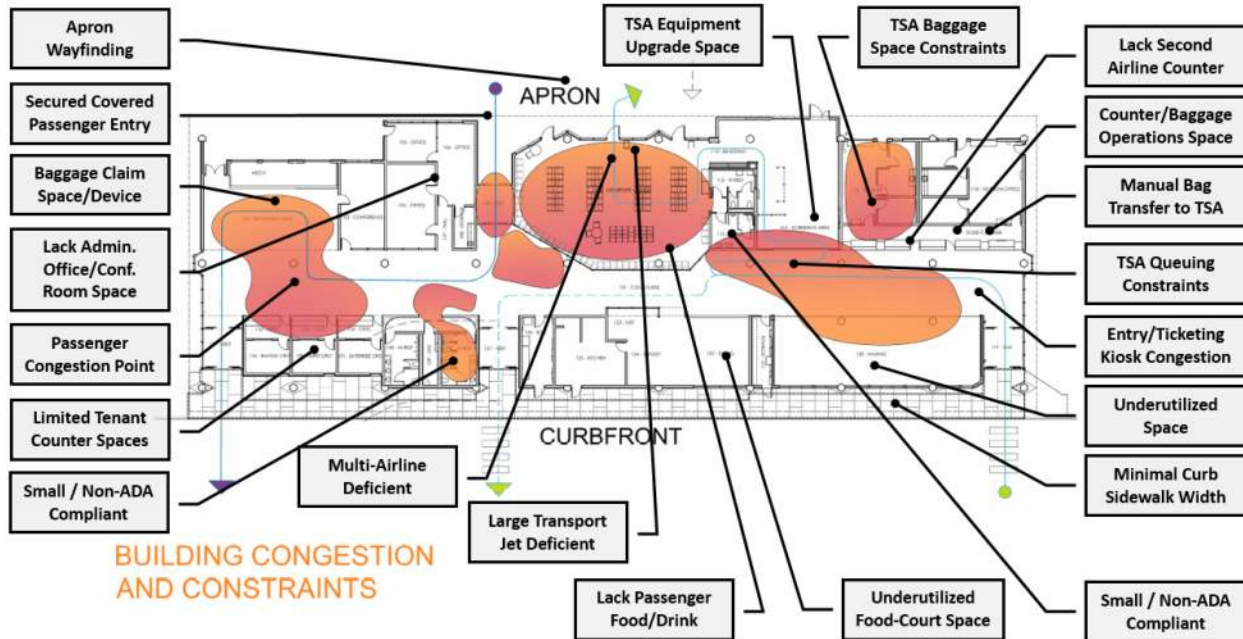 Apron
Wayfinding
TSA Equipment
Upgrade Space
TSA Baggage
Space Constraints
Lack Second
Airline Counter
APRON
Secured Covered
Passenger Entry
Counter/Baggage
Operations Space
Baggage Claim
Space/Device
Manual Bag
Transfer to TSA
Lack Admin.
Office/Conf.
Room Space
TSA Queuing
Constraints
Passenger
Congestion Point
Entry/Ticketing
Kiosk Congestion
Limited Tenant
Counter Spaces
Underutilized
Space
CURBFRONT
Small / Non-ADA
Compliant
Multi-Airline
Deficient
Minimal Curb
Sidewalk Width
Large Transport
Jet Deficient
BUILDING CONGESTION
AND CONSTRAINTS
Lack Passenger
Food/Drink
Underutilized
Food-Court Space
Small / Non-ADA
Compliant